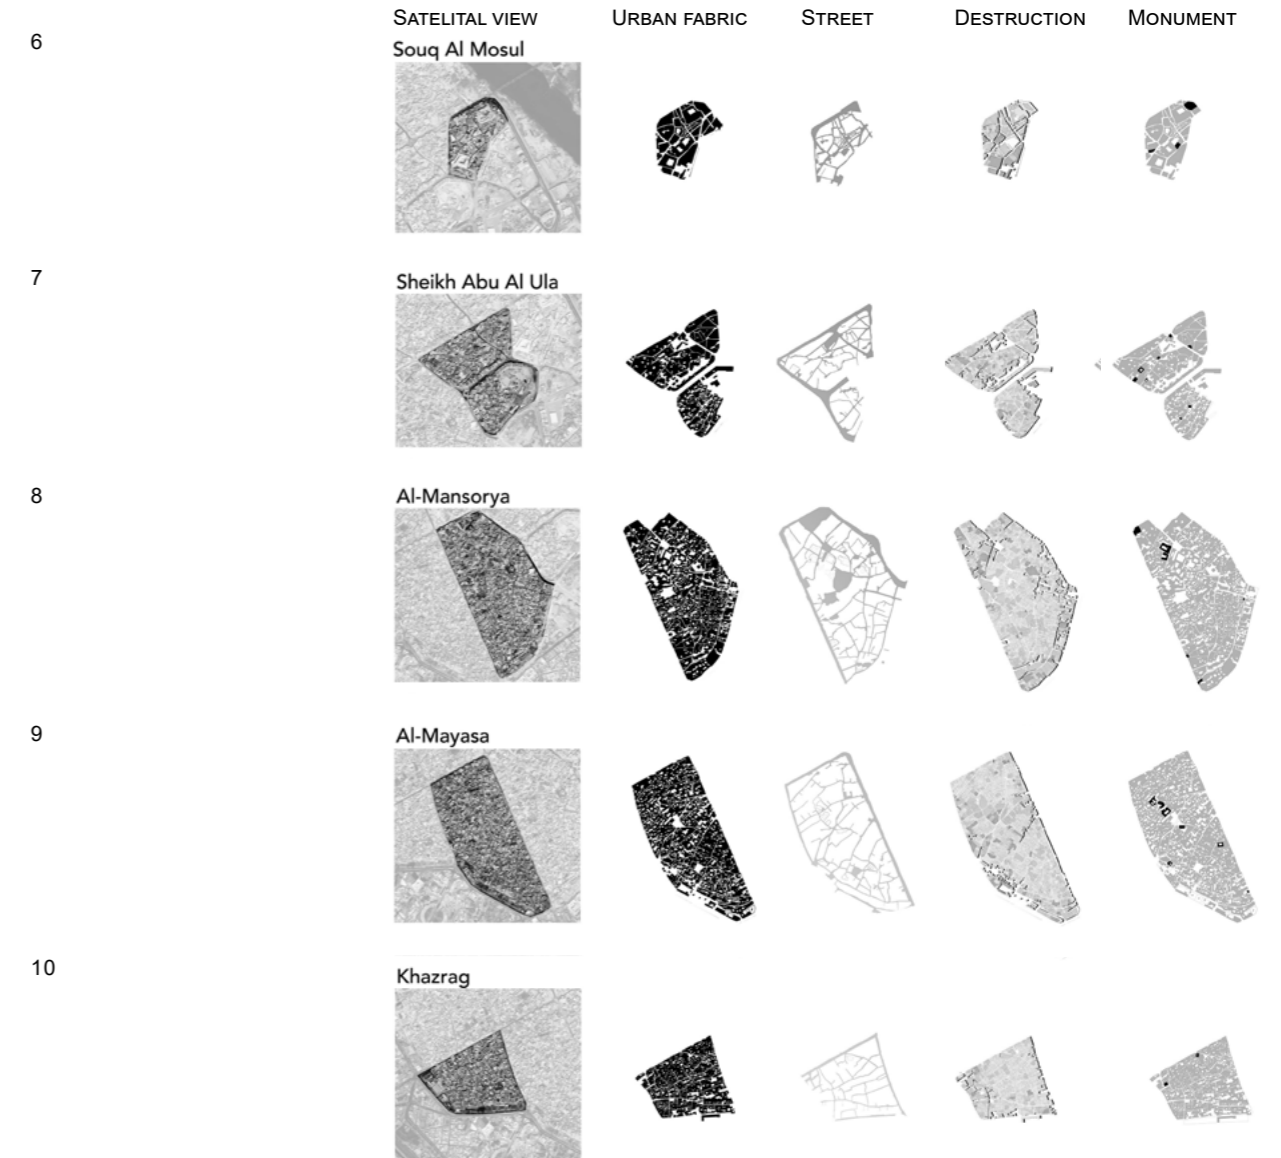 SATELITAL VIEW URBAN FABRIC STREET DESTRUCTION MONUMENT
6
Souq Al Mosul
7
Sheikh Abu Al Ula
8
Al-Mansorya
9
Al-Mayasa
10
Khazrag